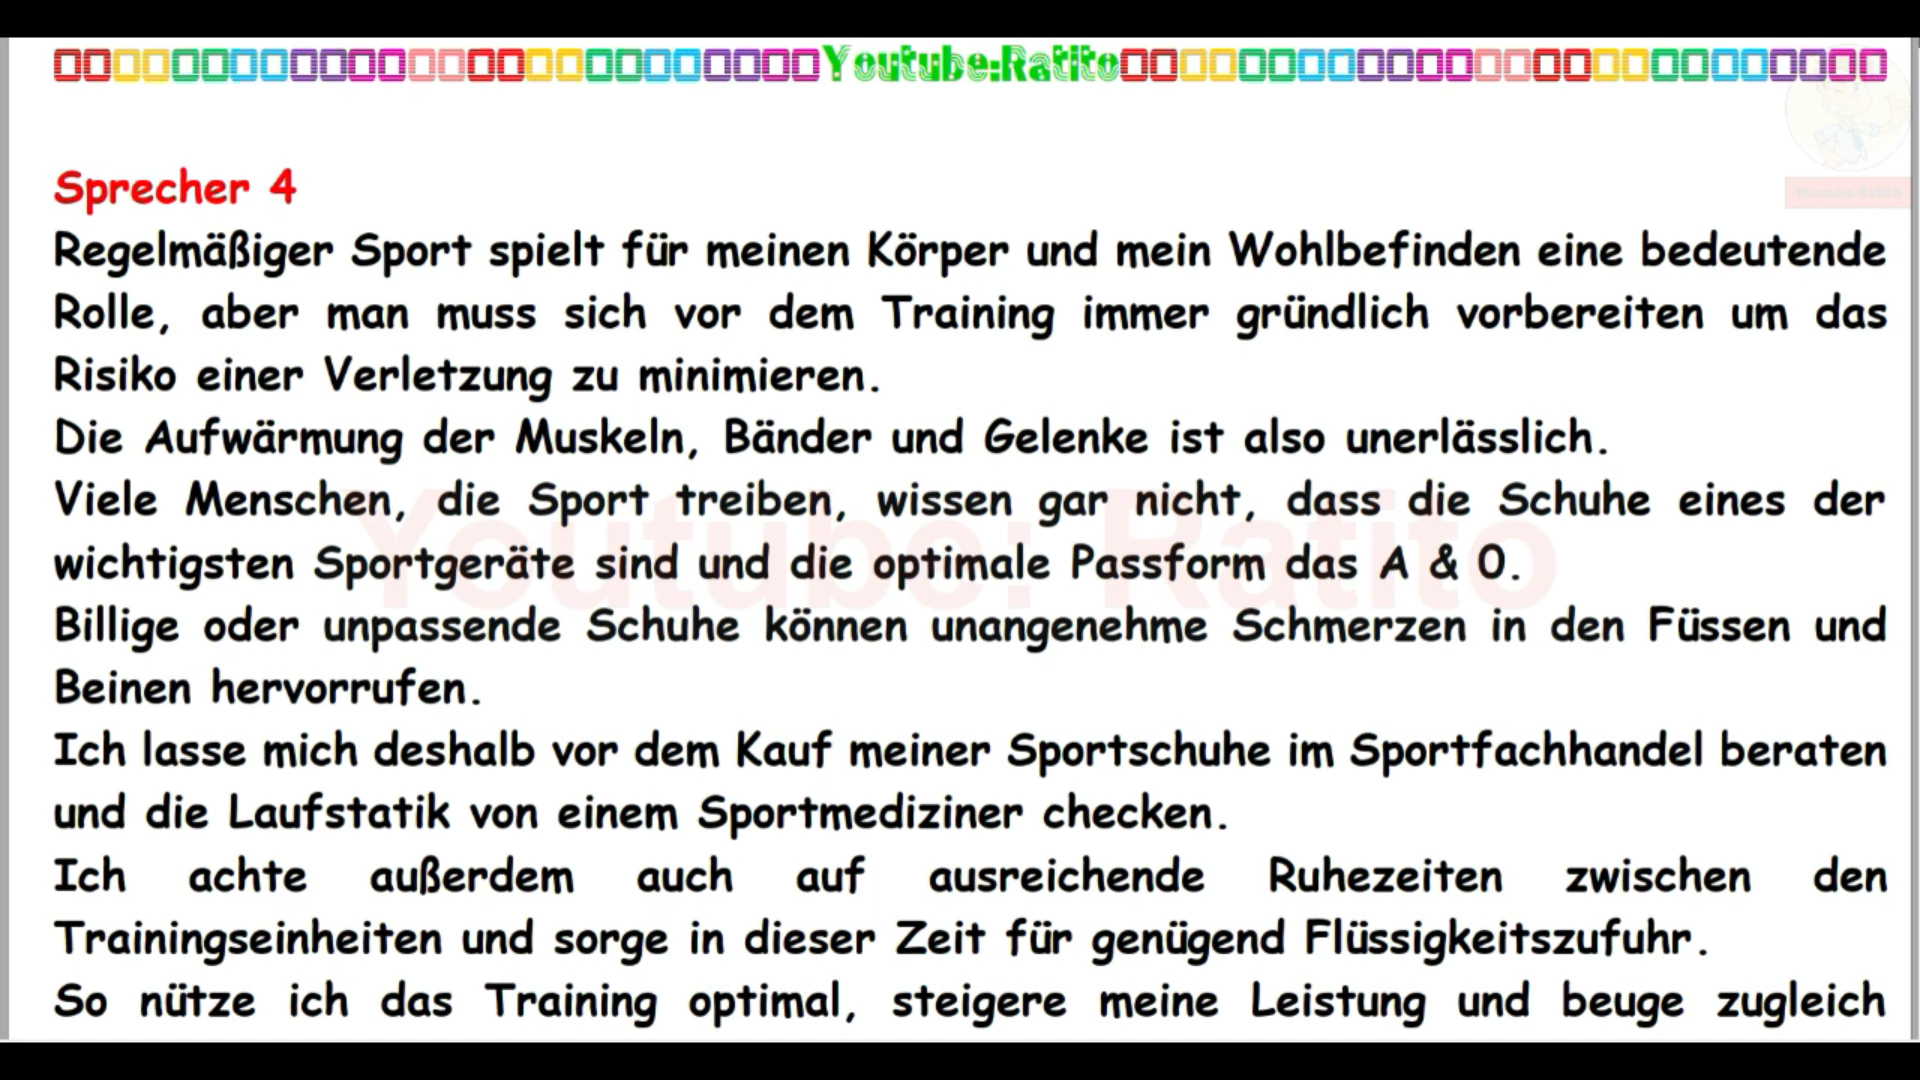 Youtube:Ratito
Sprecher 4
Regelmäßiger Sport spielt für meinen Körper und mein Wohlbefinden eine bedeutende
Rolle, aber man muss sich vor dem Training immer gründlich vorbereiten um das
Risiko einer Verletzung zu minimieren.
Die Aufwärmung der Muskeln, Bänder und Gelenke ist also unerlässlich.
Viele Menschen, die Sport treiben, wissen gar nicht, dass die Schuhe eines der
wichtigsten Sportgeräte sind und die optimale Passform das A & O.
Youtube: Ratito
Billige oder unpassende Schuhe können unangenehme Schmerzen in den Füssen und
Beinen hervorrufen.
Ich lasse mich deshalb vor dem Kauf meiner Sportschuhe im Sportfachhandel beraten
und die Laufstatik von einem Sportmediziner checken.
Ich achte außerdem auch auf ausreichende Ruhezeiten zwischen den
Trainingseinheiten und sorge in dieser Zeit für genügend Flüssigkeitszufuhr.
So nütze ich das Training optimal, steigere meine Leistung und beuge zugleich